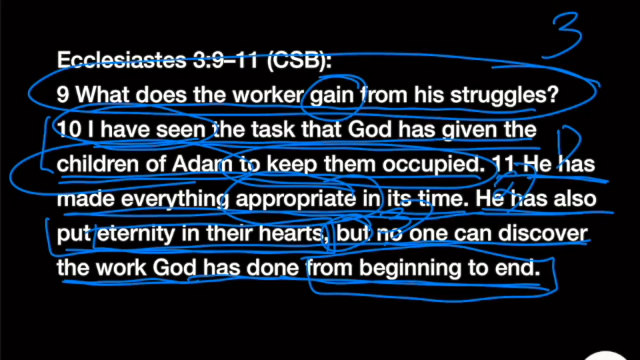 3
Ecclesiastes 3:9–11 (CSB):
9 What does the worker gain from his struggles?
10 I have seen the task that God has given the
children of Adam to keep them occupied. 11 He has
made everything appropriate in its time. He has also
put eternity in their hearts, but no one can discover
the work God has done from beginning to end.